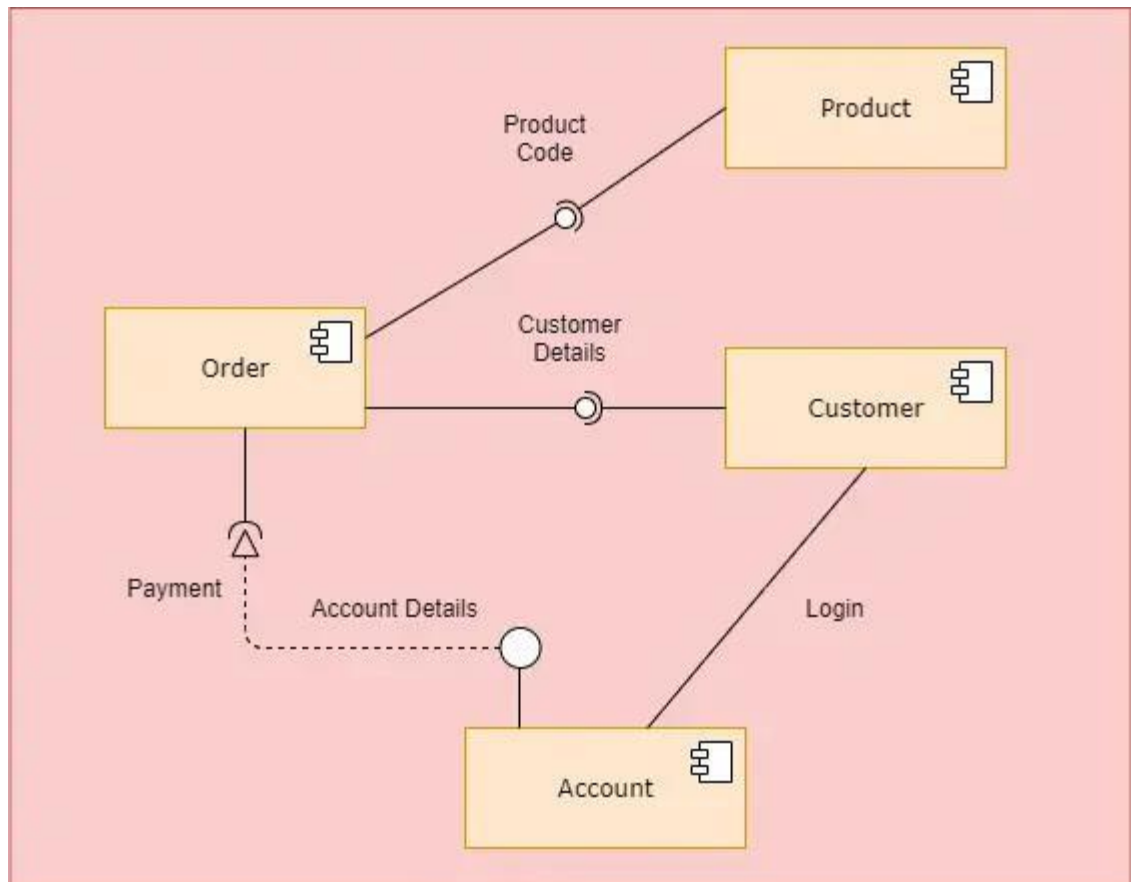 Product
Product
Code
Customer
Details
Order
Customer
Payment
Account Details
Login
Account